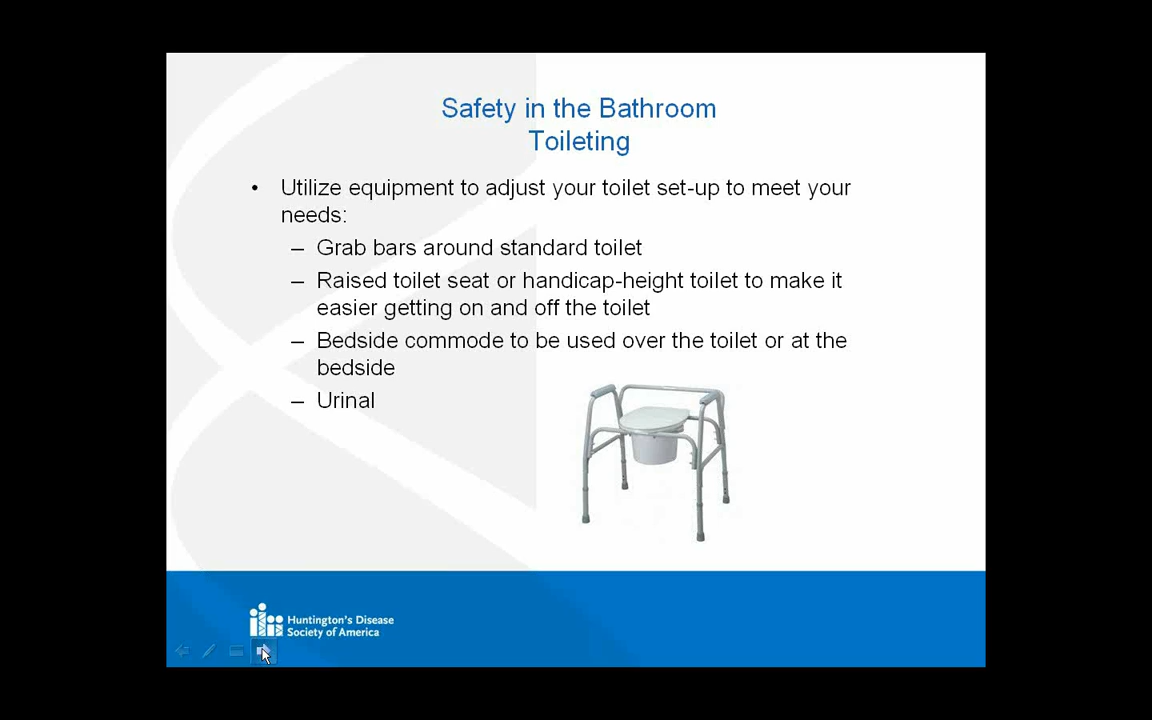 Safety in the Bathroom
Toileting
• Utilize equipment to adjust your toilet set-up to meet your
needs:
– Grab bars around standard toilet
– Raised toilet seat or handicap-height toilet to make it
easier getting on and off the toilet
– Bedside commode to be used over the toilet or at the
bedside
– Urinal
Huntington's Disease
Society of America